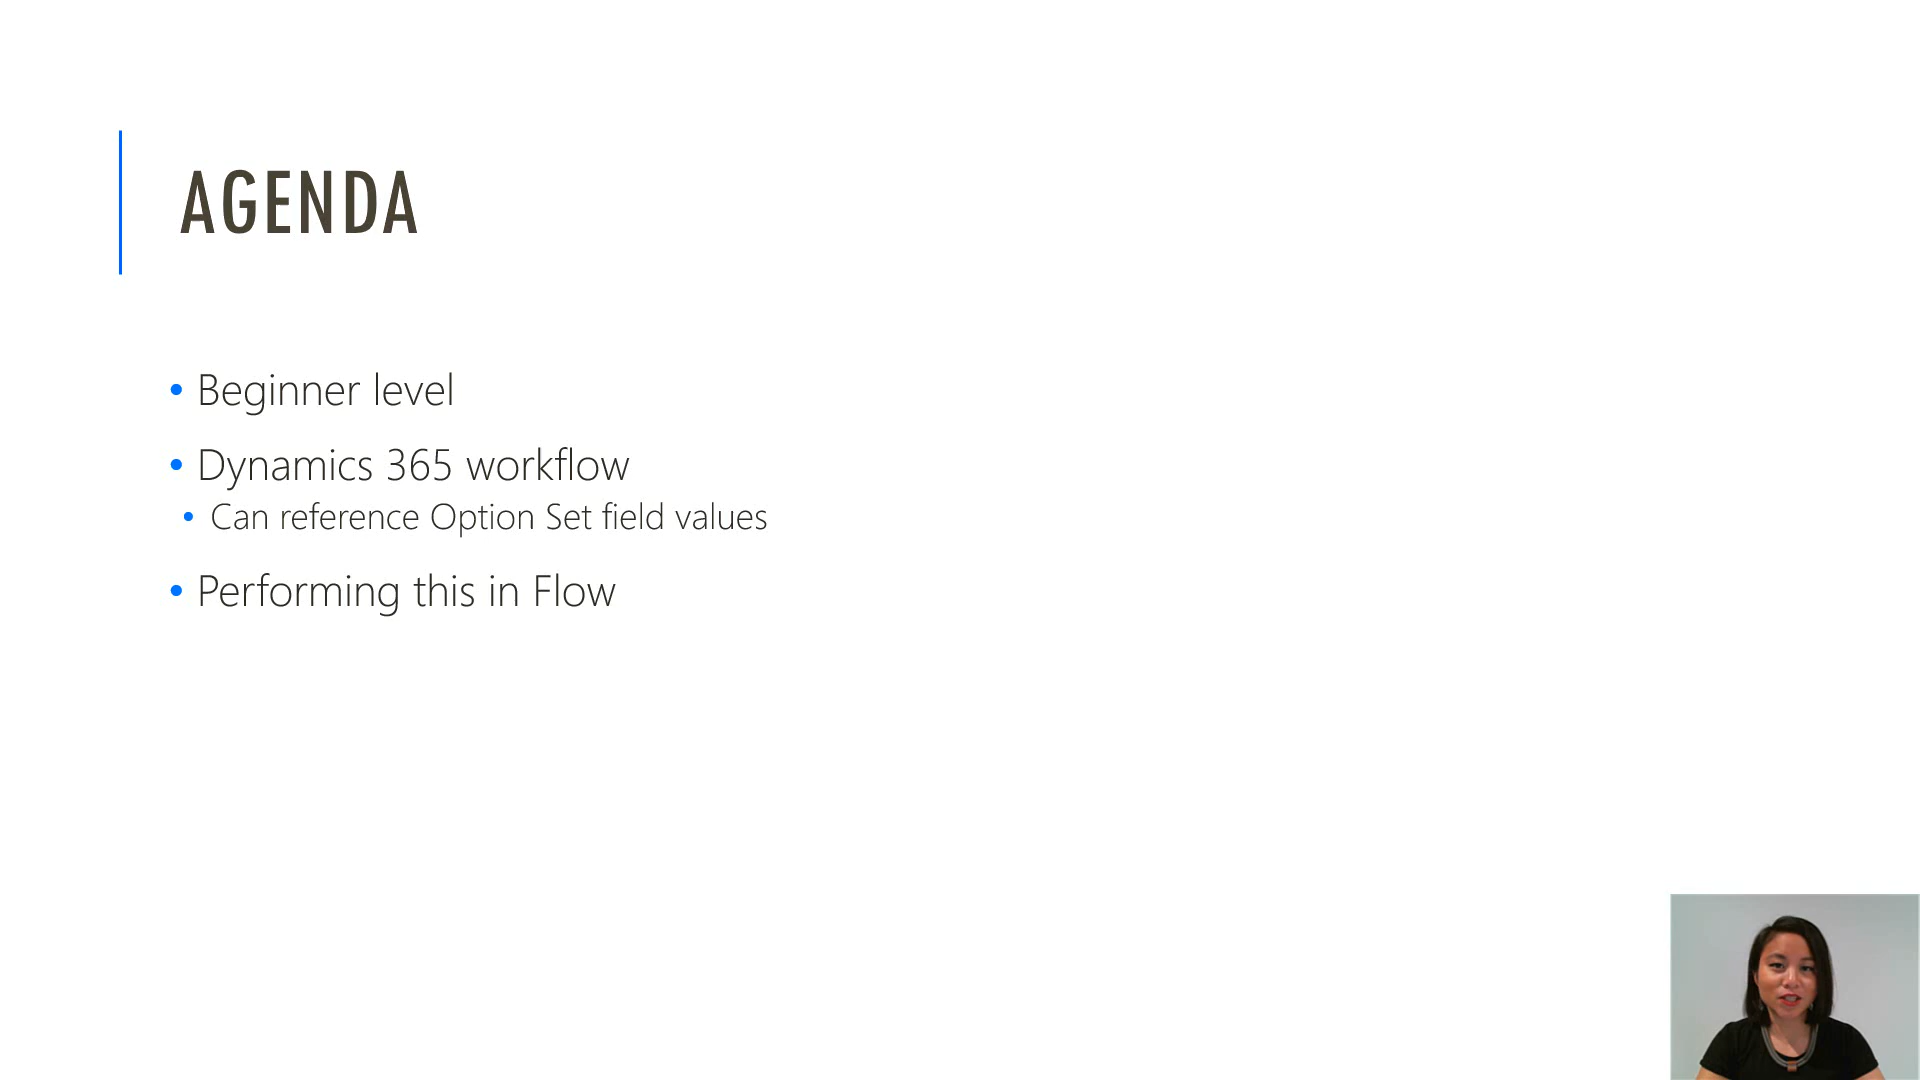 AGENDA
• Beginner level
• Dynamics 365 workflow
• Can reference Option Set field values
• Performing this in Flow